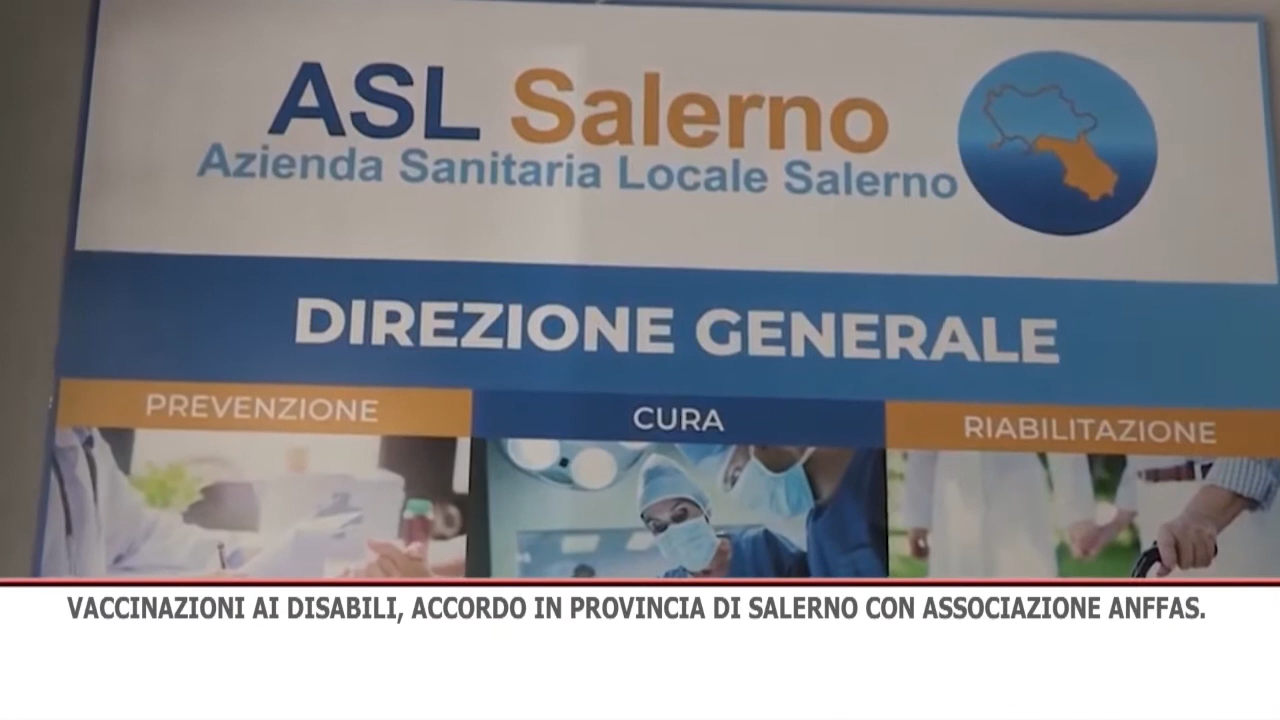 ASL Salerno
Azienda Sanitaria Locale Salerno
DIREZIONE GENERALE
PREVENZIONE
CURA
RIABILITAZIONE
VACCINAZIONI AI DISABILI, ACCORDO IN PROVINCIA DI SALERNO CON ASSOCIAZIONE ANFFAS.